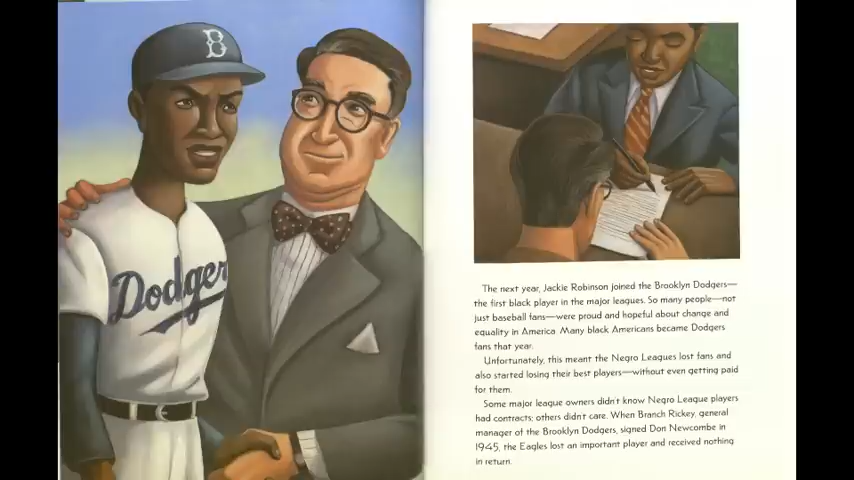 B
Dodger
The next year, Jackie Robinson joined the Brooklyn Dodgers—
the first black player in the major leagues. So many people—not
just baseball fans—were proud and hopeful about change and
equality in America. Many black Americans became Dodgers
fans that year.
Unfortunately, this meant the Negro Leagues lost fans and
also started losing their best players—without even getting paid
for them.
Some major league owners didn't know Negro League players
had contracts; others didn't care. When Branch Rickey, general
manager of the Brooklyn Dodgers, signed Don Newcombe in
1945, the Eagles lost an important player and received nothing
in return.